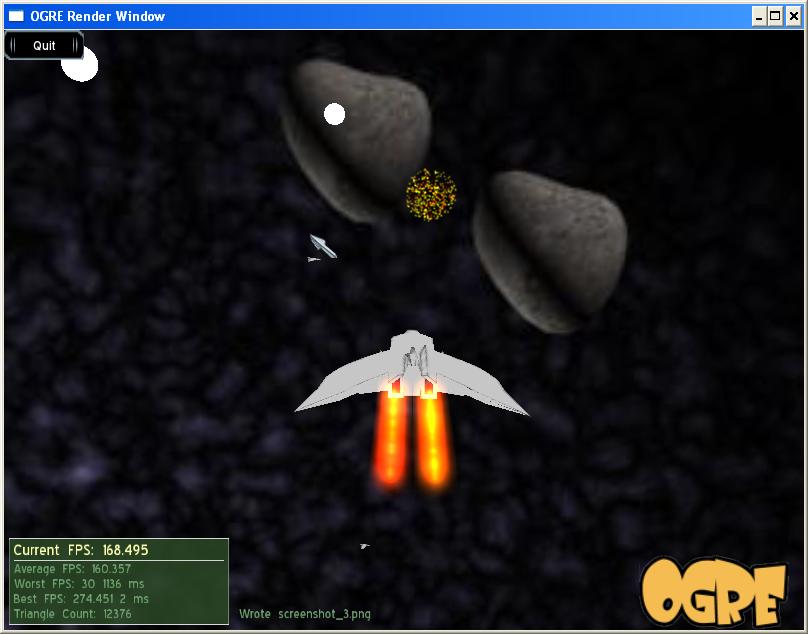 OGRE Render Window
Quit
Current FPS: 168.495
Average FPS: 160.357
Worst FPS: 30 1136 ms
Best FPS: 274.451 2 ms
Triangle Count: 12376
Wrote screenshot_3.png
OGRE